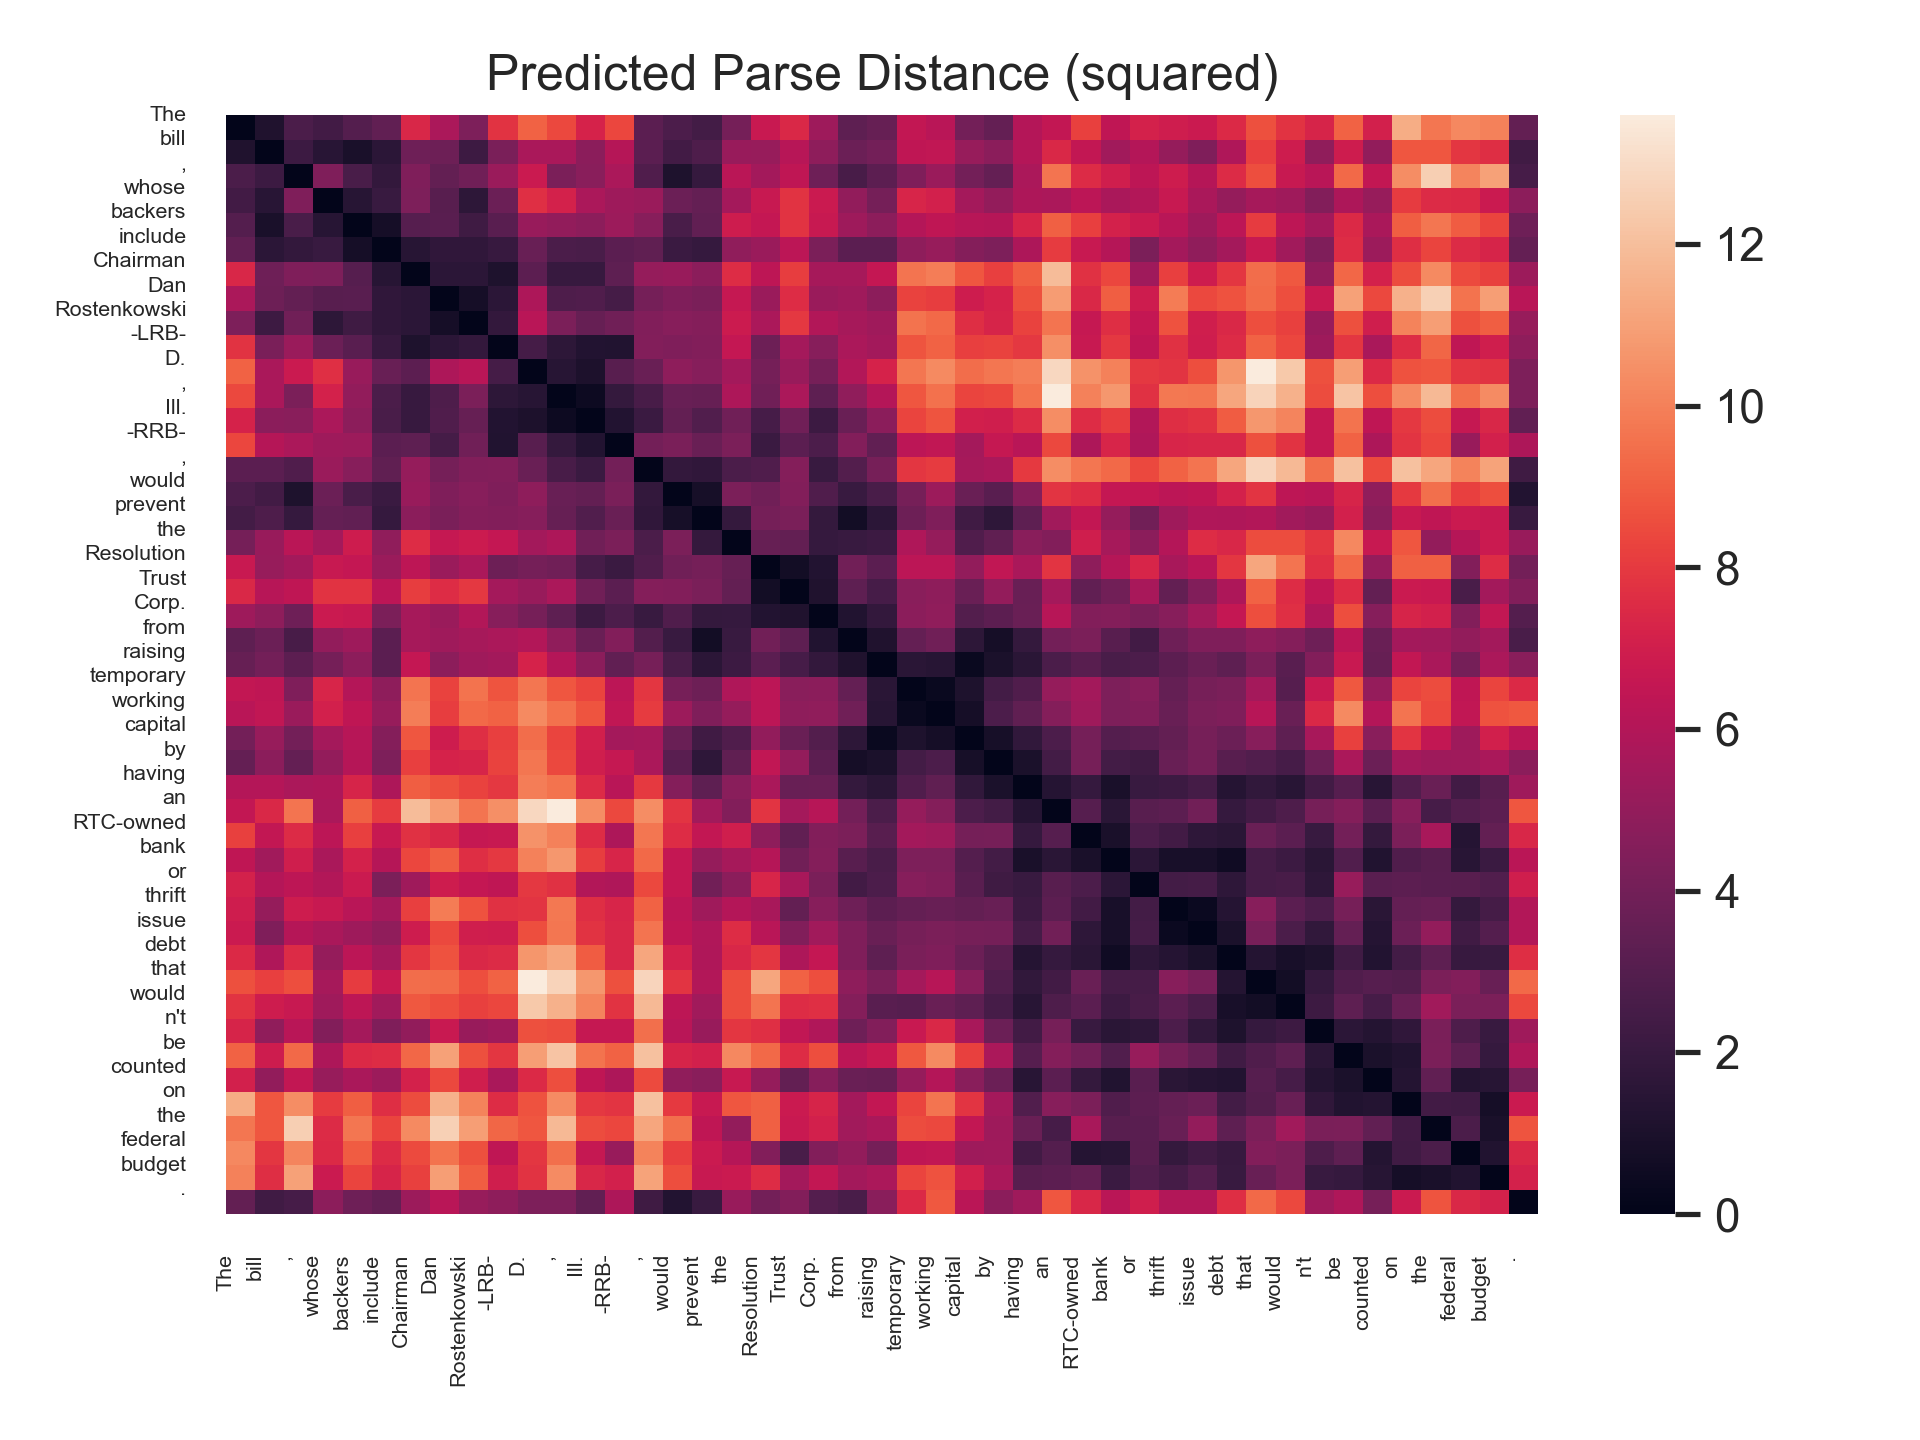 Predicted Parse Distance (squared)
The
bill
,
whose
backers
include
Chairman
Dan
Rostenkowski
-LRB-
D.
,
Ill.
-RRB-
,
would
prevent
the
Resolution
Trust
Corp.
from
raising
temporary
working
capital
by
having
an
RTC-owned
bank
or
thrift
issue
debt
that
would
n't
be
counted
on
the
federal
budget
.
12
10
8
6
4
2
0
The
bill
,
whose
backers
include
Chairman
Dan
Rostenkowski
-LRB-
D.
,
Ill.
-RRB-
,
would
prevent
the
Resolution
Trust
Corp.
from
raising
temporary
working
capital
by
having
an
RTC-owned
bank
or
thrift
issue
debt
that
would
n't
be
counted
on
the
federal
budget
.